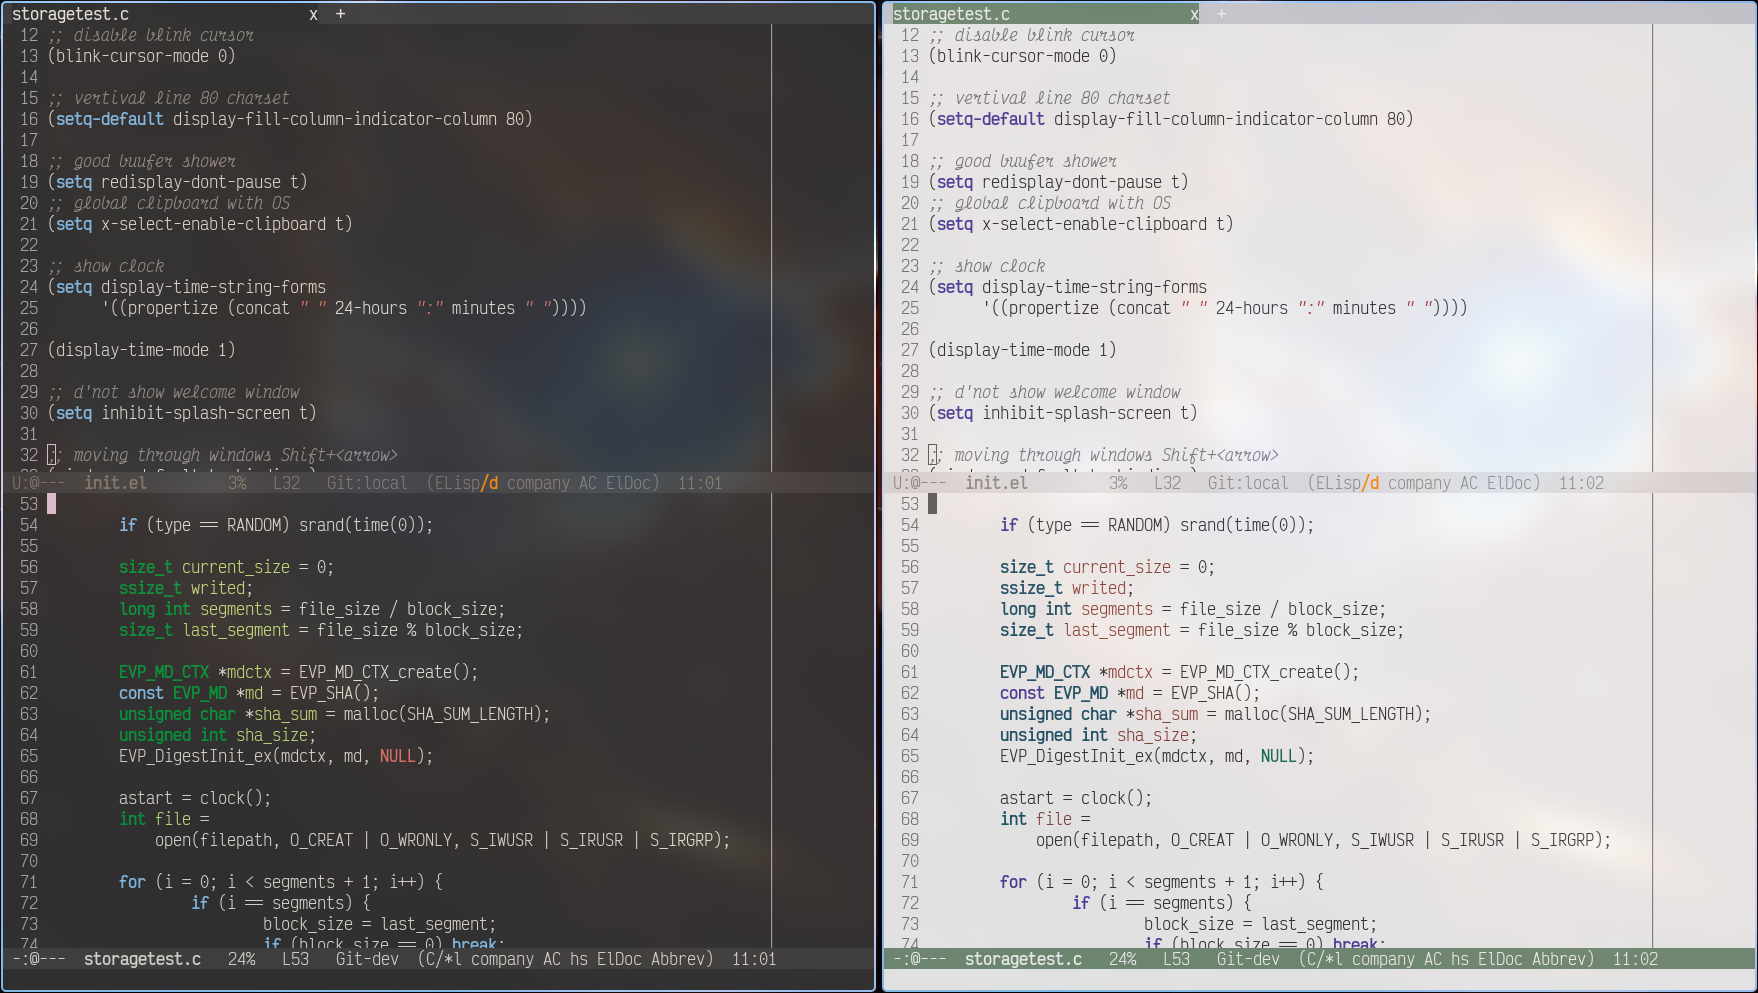 storagetest.c x +
12 ;; disable blink cursor
13 (blink-cursor-mode 0)
14
15 ;; vertival line 80 charset
16 (setq-default display-fill-column-indicator-column 80)
17
18 ;; good buufer shower
19 (setq redisplay-dont-pause t)
20 ;; global clipboard with OS
21 (setq x-select-enable-clipboard t)
22
23 ;; show clock
24 (setq display-time-string-forms
25       '((propertize (concat " " 24-hours ":" minutes " "))))
26
27 (display-time-mode 1)
28
29 ;; d'not show welcome window
30 (setq inhibit-splash-screen t)
31
32 ;; moving through windows Shift+<arrow>
U:@---  init.el         3%   L32   Git:local  (ELisp/d company AC ElDoc)  11:01
53
54         if (type == RANDOM) srand(time(0));
55
56         size_t current_size = 0;
57         ssize_t writed;
58         long int segments = file_size / block_size;
59         size_t last_segment = file_size % block_size;
60
61         EVP_MD_CTX *mdctx = EVP_MD_CTX_create();
62         const EVP_MD *md = EVP_SHA();
63         unsigned char *sha_sum = malloc(SHA_SUM_LENGTH);
64         unsigned int sha_size;
65         EVP_DigestInit_ex(mdctx, md, NULL);
66
67         astart = clock();
68         int file =
69             open(filepath, O_CREAT | O_WRONLY, S_IWUSR | S_IRUSR | S_IRGRP);
70
71         for (i = 0; i < segments + 1; i++) {
72                 if (i == segments) {
73                         block_size = last_segment;
74                         if (block_size == 0) break;
-:@---  storagetest.c   24%   L53   Git-dev  (C/*l company AC hs ElDoc Abbrev)  11:01
storagetest.c x +
12 ;; disable blink cursor
13 (blink-cursor-mode 0)
14
15 ;; vertival line 80 charset
16 (setq-default display-fill-column-indicator-column 80)
17
18 ;; good buufer shower
19 (setq redisplay-dont-pause t)
20 ;; global clipboard with OS
21 (setq x-select-enable-clipboard t)
22
23 ;; show clock
24 (setq display-time-string-forms
25       '((propertize (concat " " 24-hours ":" minutes " "))))
26
27 (display-time-mode 1)
28
29 ;; d'not show welcome window
30 (setq inhibit-splash-screen t)
31
32 ;; moving through windows Shift+<arrow>
U:@---  init.el         3%   L32   Git:local  (ELisp/d company AC ElDoc)  11:02
53
54         if (type == RANDOM) srand(time(0));
55
56         size_t current_size = 0;
57         ssize_t writed;
58         long int segments = file_size / block_size;
59         size_t last_segment = file_size % block_size;
60
61         EVP_MD_CTX *mdctx = EVP_MD_CTX_create();
62         const EVP_MD *md = EVP_SHA();
63         unsigned char *sha_sum = malloc(SHA_SUM_LENGTH);
64         unsigned int sha_size;
65         EVP_DigestInit_ex(mdctx, md, NULL);
66
67         astart = clock();
68         int file =
69             open(filepath, O_CREAT | O_WRONLY, S_IWUSR | S_IRUSR | S_IRGRP);
70
71         for (i = 0; i < segments + 1; i++) {
72                 if (i == segments) {
73                         block_size = last_segment;
74                         if (block_size == 0) break;
-:@---  storagetest.c   24%   L53   Git-dev  (C/*l company AC hs ElDoc Abbrev)  11:02